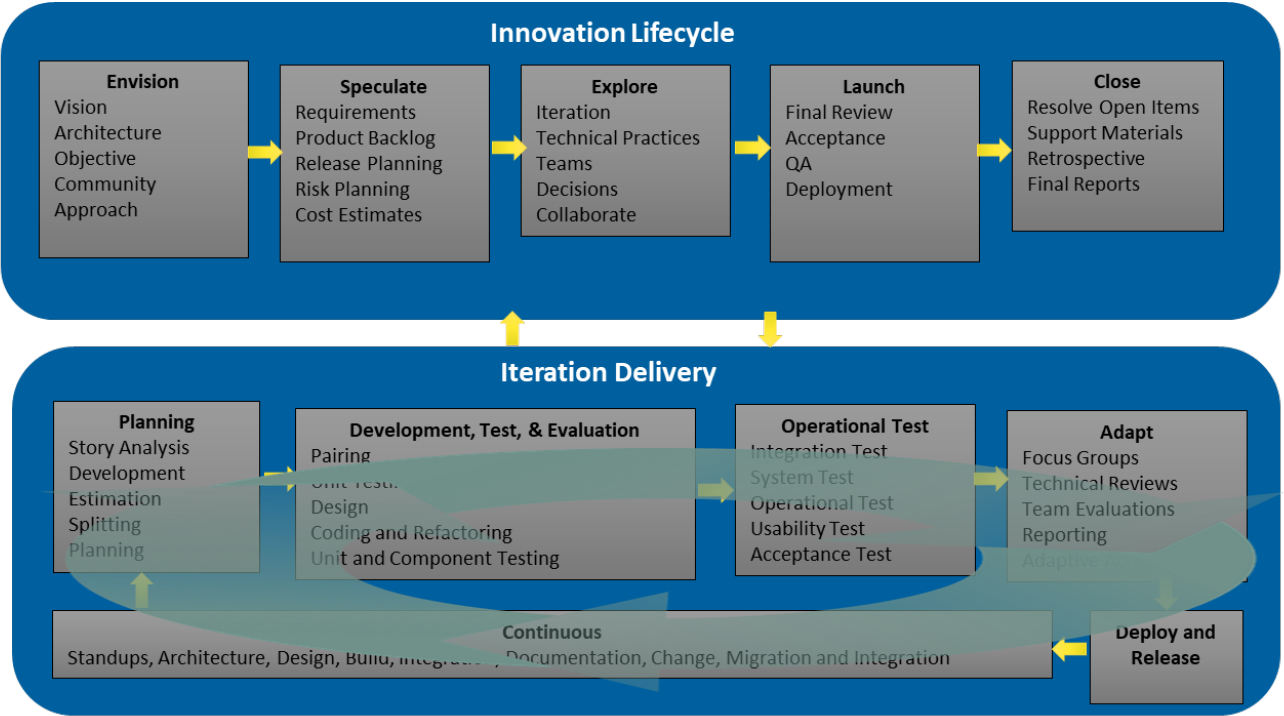 Innovation Lifecycle
Envision
Vision
Architecture
Objective
Community
Approach
Speculate
Requirements
Product Backlog
Release Planning
Risk Planning
Cost Estimates
Explore
Iteration
Technical Practices
Teams
Decisions
Collaborate
Launch
Final Review
Acceptance
QA
Deployment
Close
Resolve Open Items
Support Materials
Retrospective
Final Reports
Iteration Delivery
Planning
Story Analysis
Development
Estimation
Splitting
Planning
Development, Test, & Evaluation
Pairing
Unit Testing
Design
Coding and Refactoring
Unit and Component Testing
Operational Test
Integration Test
System Test
Operational Test
Usability Test
Acceptance Test
Adapt
Focus Groups
Technical Reviews
Team Evaluations
Reporting
Adaptive
Deploy and
Release
Continuous
Standups, Architecture, Design, Build, Integration, Documentation, Change, Migration and Integration